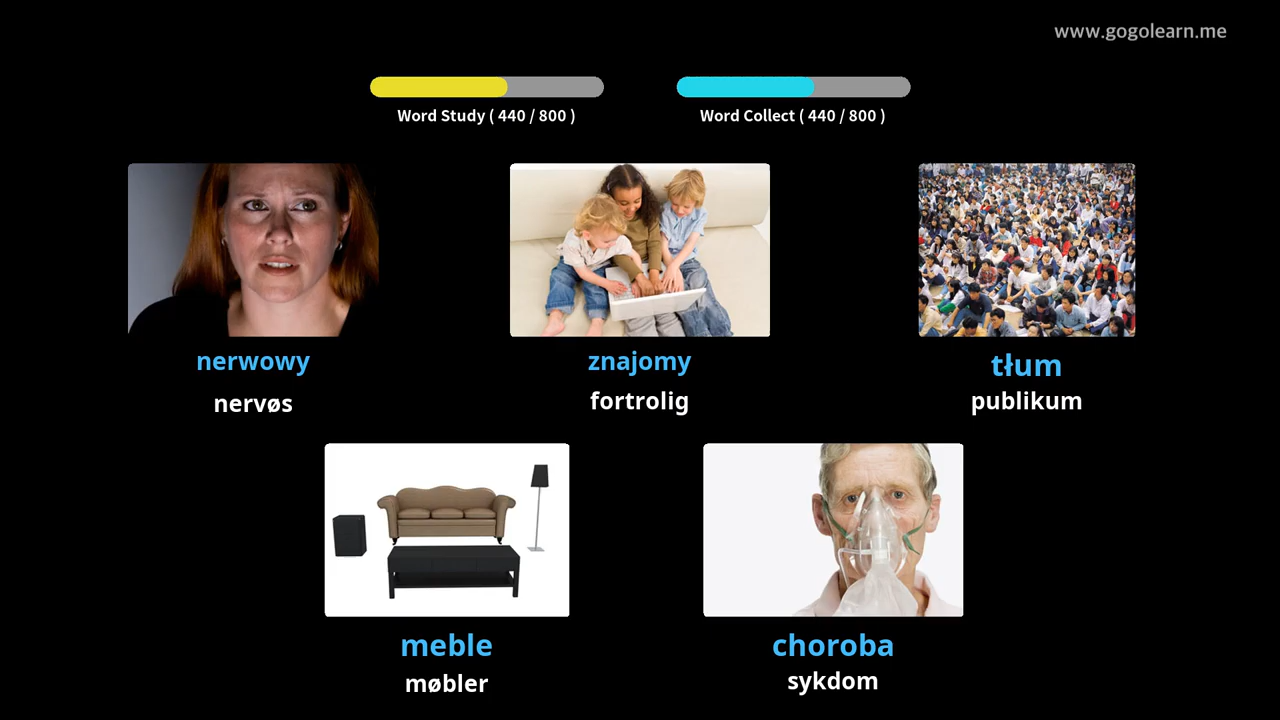 www.gogolearn.me
Word Study ( 440 / 800 )
Word Collect ( 440 / 800 )
nerwowy
znajomy
tłum
nervøs
fortrolig
publikum
meble
choroba
møbler
sykdom